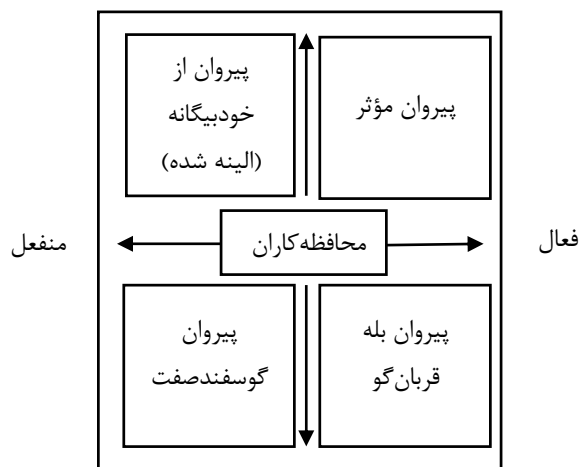 پیروان مؤثر
پیروان از
خودبیگانه
(الینه شده)
فعال
محافظه‌کاران
منفعل
پیروان بله
قربان‌گو
پیروان
گوسفندصفت